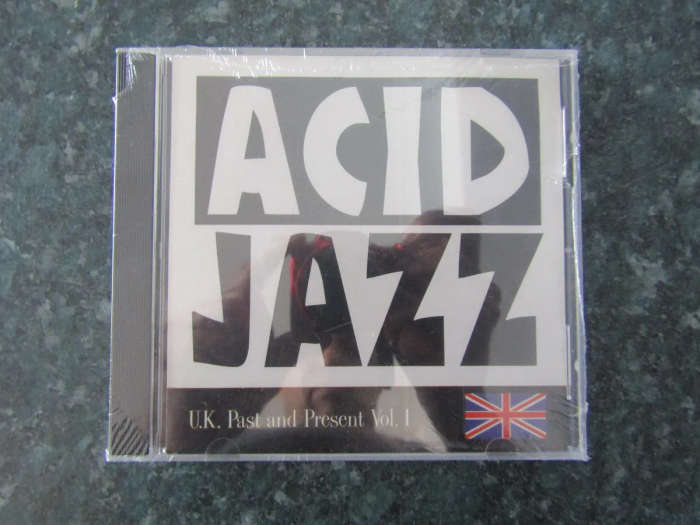 ACID
JAZZ
U.K. Past and Present Vol. 1